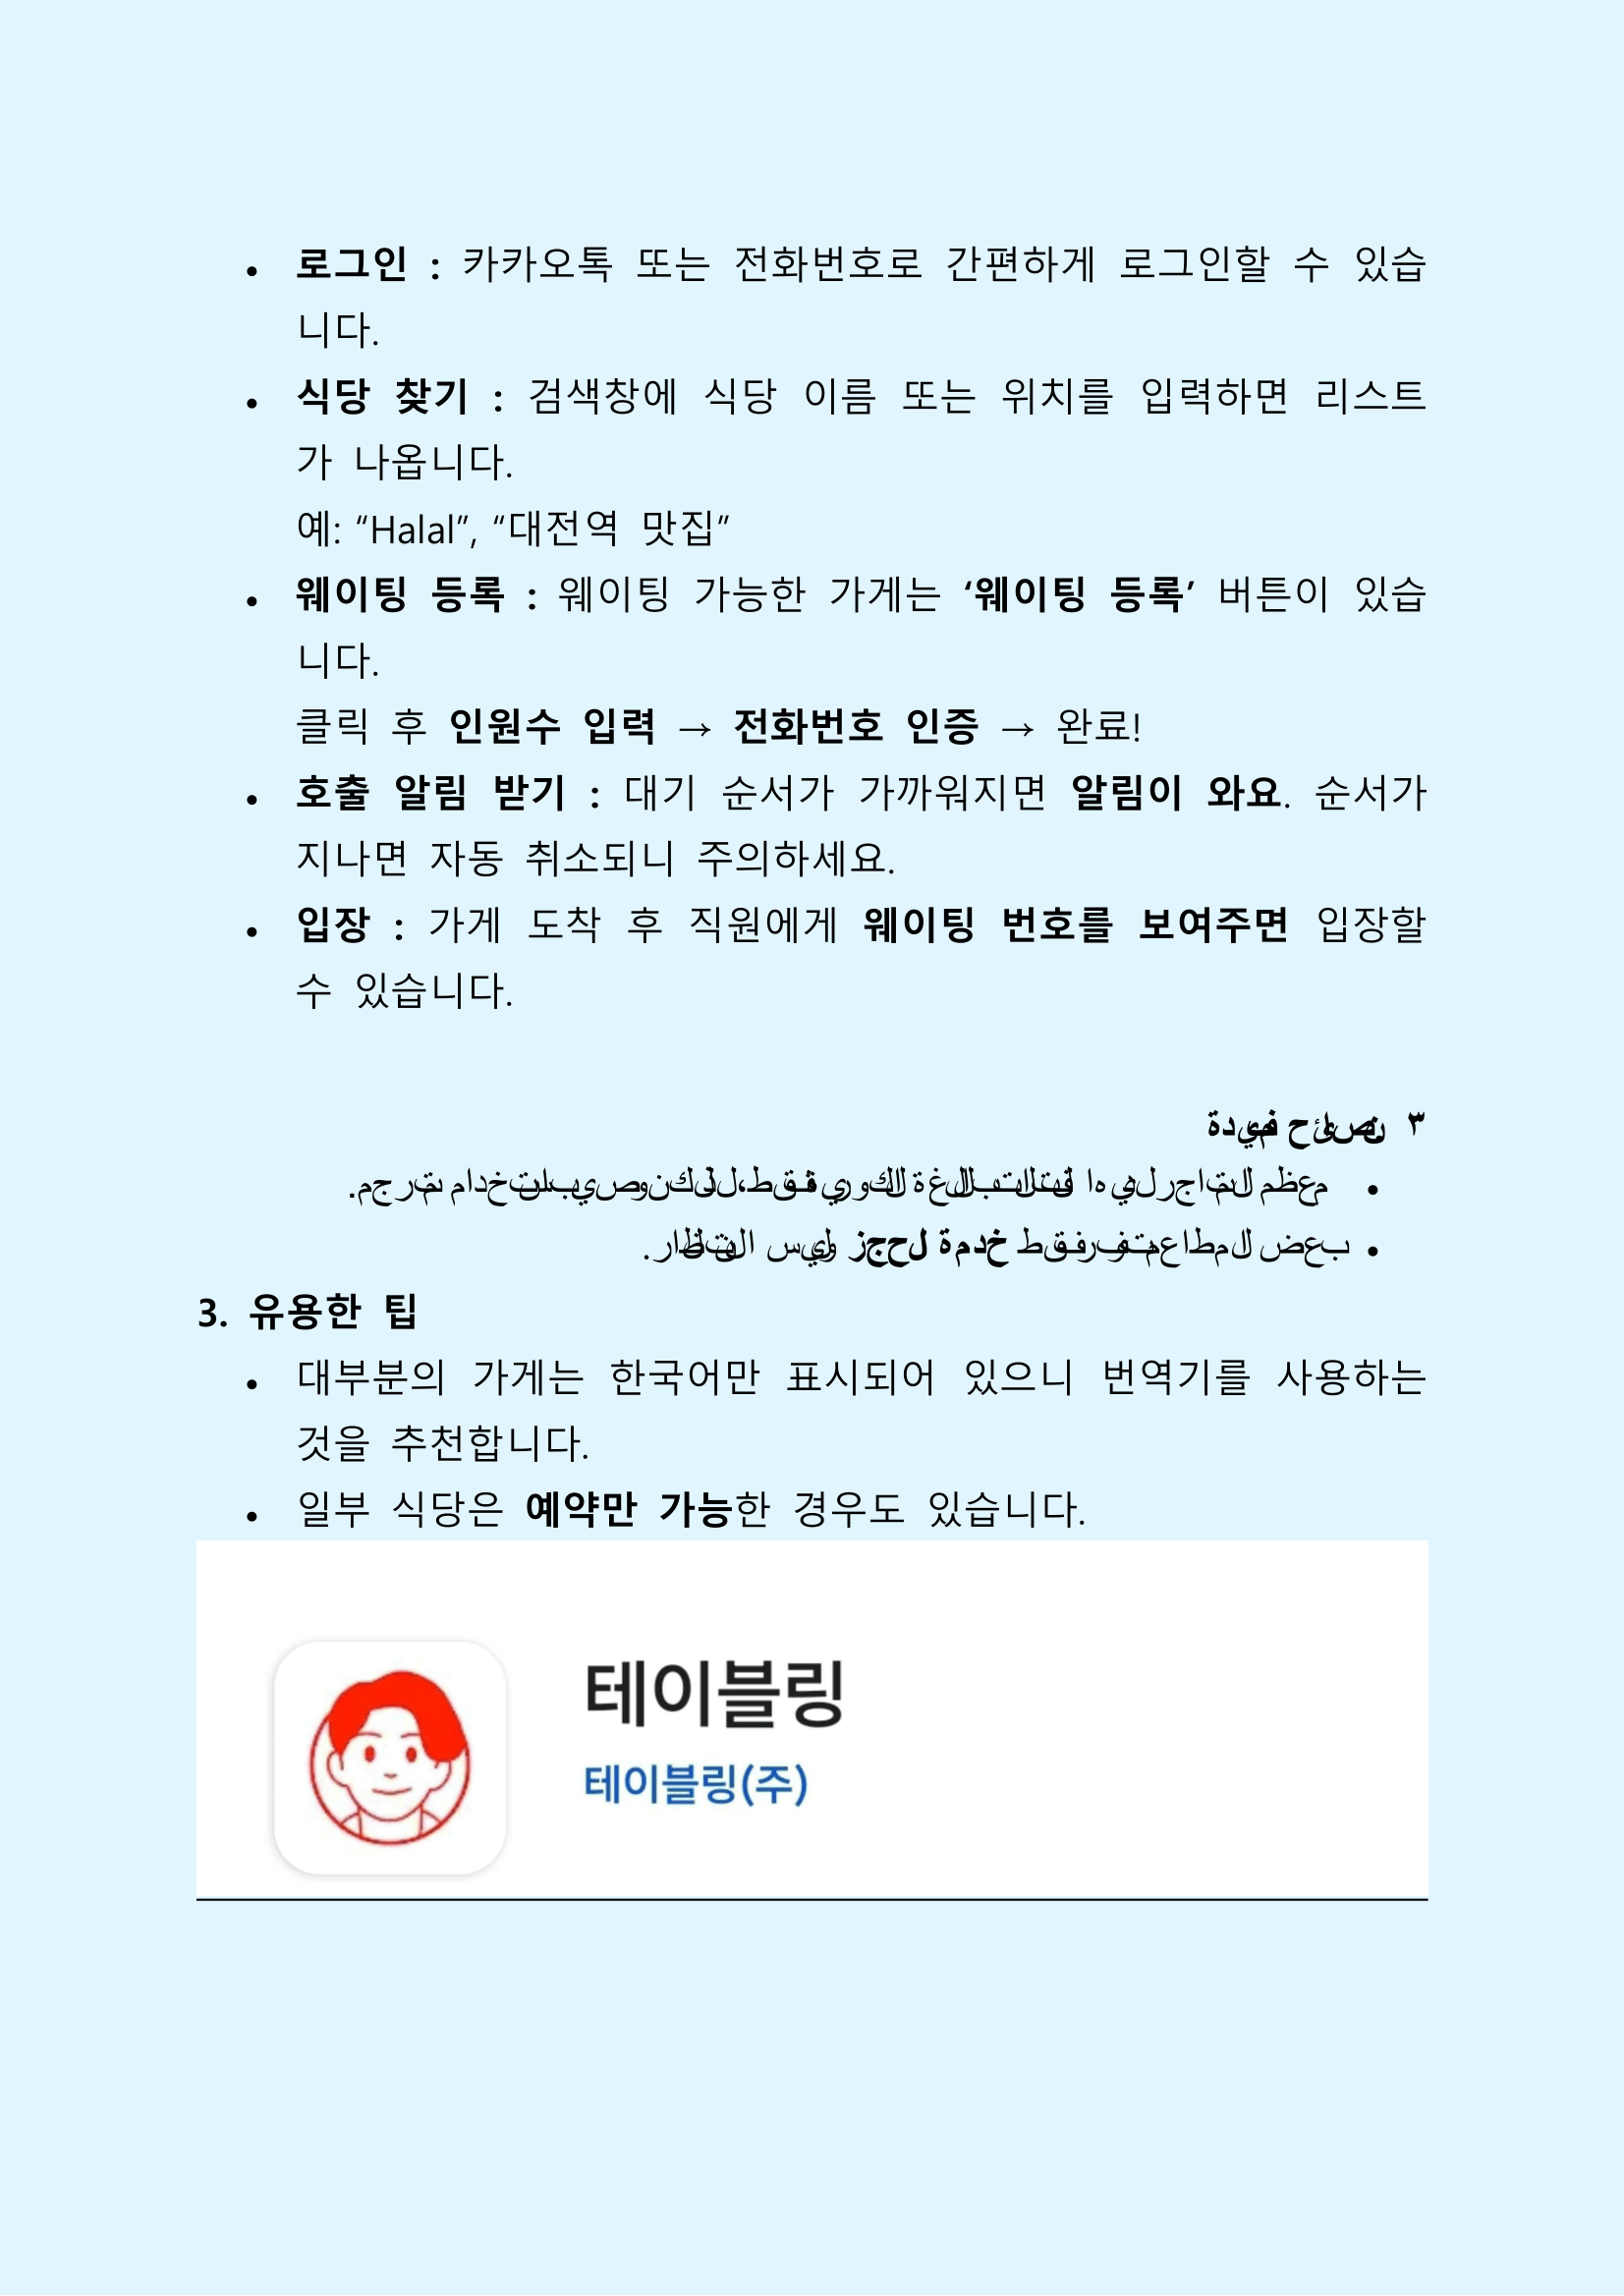 • 로그인 : 카카오톡 또는 전화번호로 간편하게 로그인할 수 있습
니다.
• 식당 찾기 : 검색창에 식당 이름 또는 위치를 입력하면 리스트
가 나옵니다.
예: “Halal”, “대전역 맛집”
• 웨이팅 등록 : 웨이팅 가능한 가게는 ‘웨이팅 등록’ 버튼이 있습
니다.
클릭 후 인원수 입력 → 전화번호 인증 → 완료!
• 호출 알림 받기 : 대기 순서가 가까워지면 알림이 와요. 순서가
지나면 자동 취소되니 주의하세요.
• 입장 : 가게 도착 후 직원에게 웨이팅 번호를 보여주면 입장할
수 있습니다.
٣ نصائح مفيدة
• معظم المتاجر لديها باللغة الكورية فقط، لذلك نوصي باستخدام مترجم.
• بعض المطاعم توفر فقط خدمة الحجز وليس الانتظار.
3. 유용한 팁
• 대부분의 가게는 한국어만 표시되어 있으니 번역기를 사용하는
것을 추천합니다.
• 일부 식당은 예약만 가능한 경우도 있습니다.
테이블링
테이블링(주)